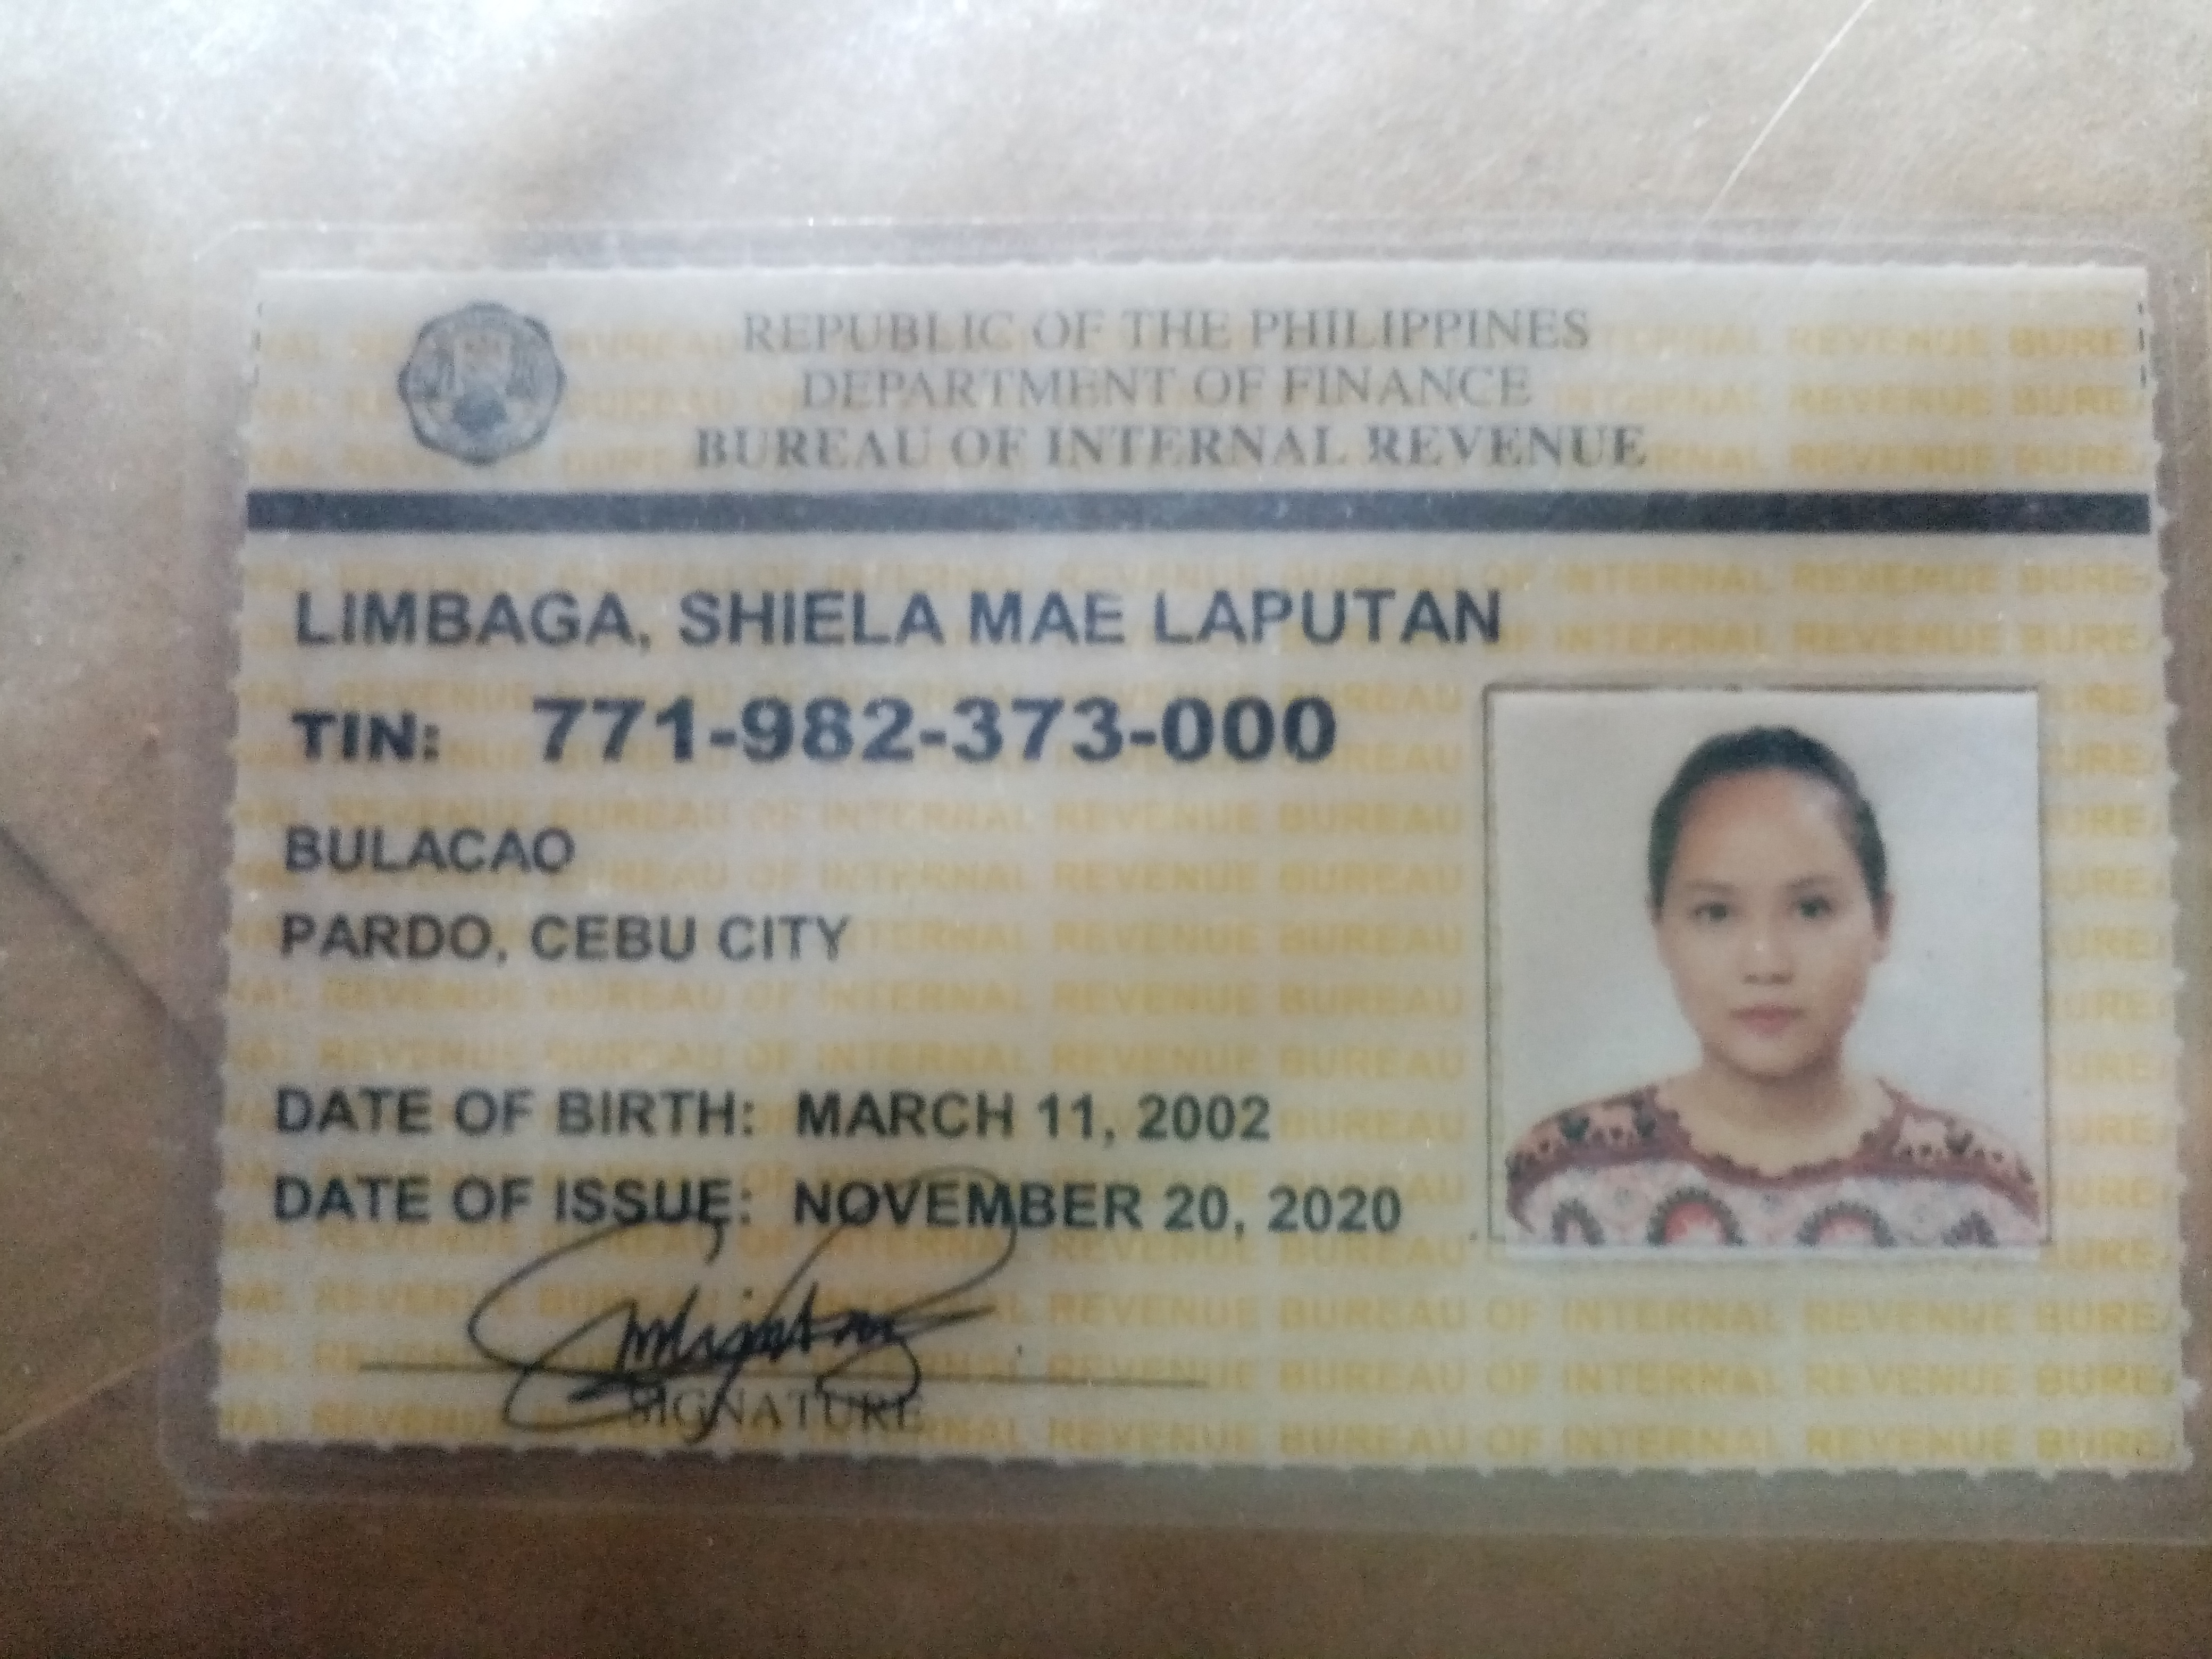 REPUBLIC OF THE PHILIPPINES
DEPARTMENT OF FINANCE
BUREAU OF INTERNAL REVENUE
LIMBAGA, SHIELA MAE LAPUTAN
TIN: 771-982-373-000
BULACAO
PARDO, CEBU CITY
DATE OF BIRTH: MARCH 11, 2002
DATE OF ISSUE: NOVEMBER 20, 2020
SIGNATURE